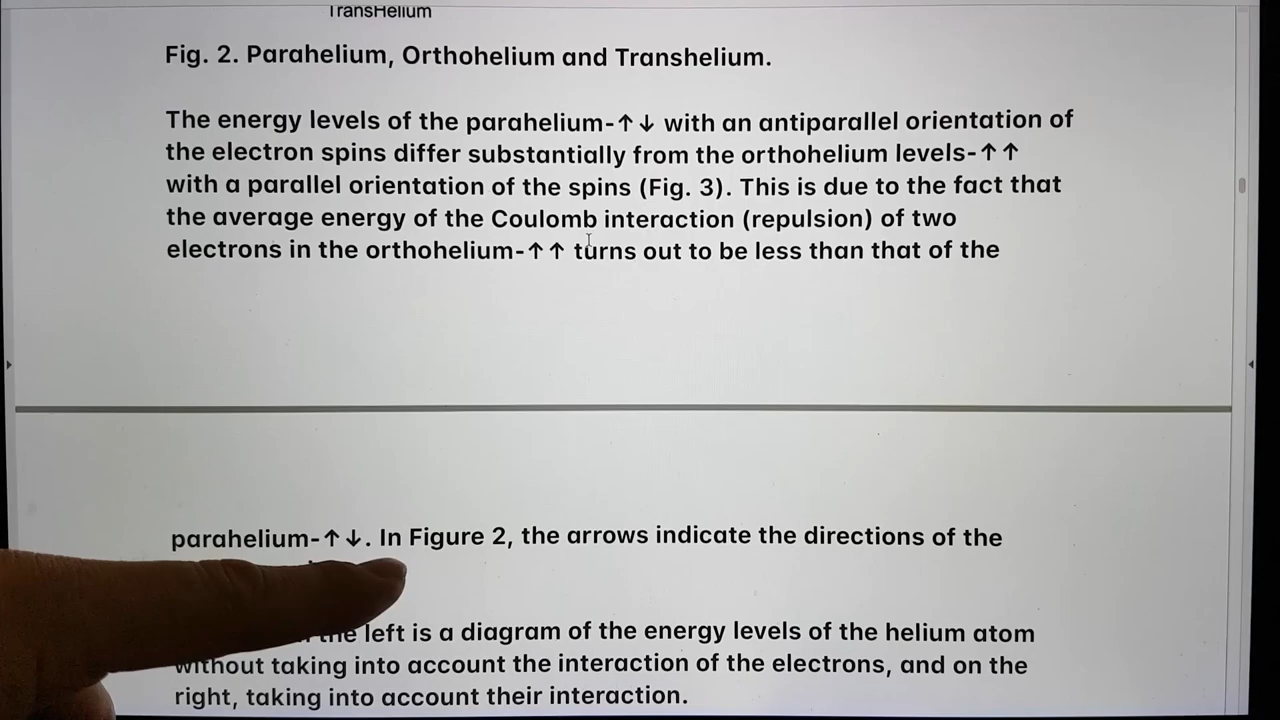 TransHelium
Fig. 2. Parahelium, Orthohelium and Transhelium.
The energy levels of the parahelium-↑↓ with an antiparallel orientation of
the electron spins differ substantially from the orthohelium levels-↑↑
with a parallel orientation of the spins (Fig. 3). This is due to the fact that
the average energy of the Coulomb interaction (repulsion) of two
electrons in the orthohelium-↑↑ turns out to be less than that of the
parahelium-↑↓. In Figure 2, the arrows indicate the directions of the
the left is a diagram of the energy levels of the helium atom
without taking into account the interaction of the electrons, and on the
right, taking into account their interaction.